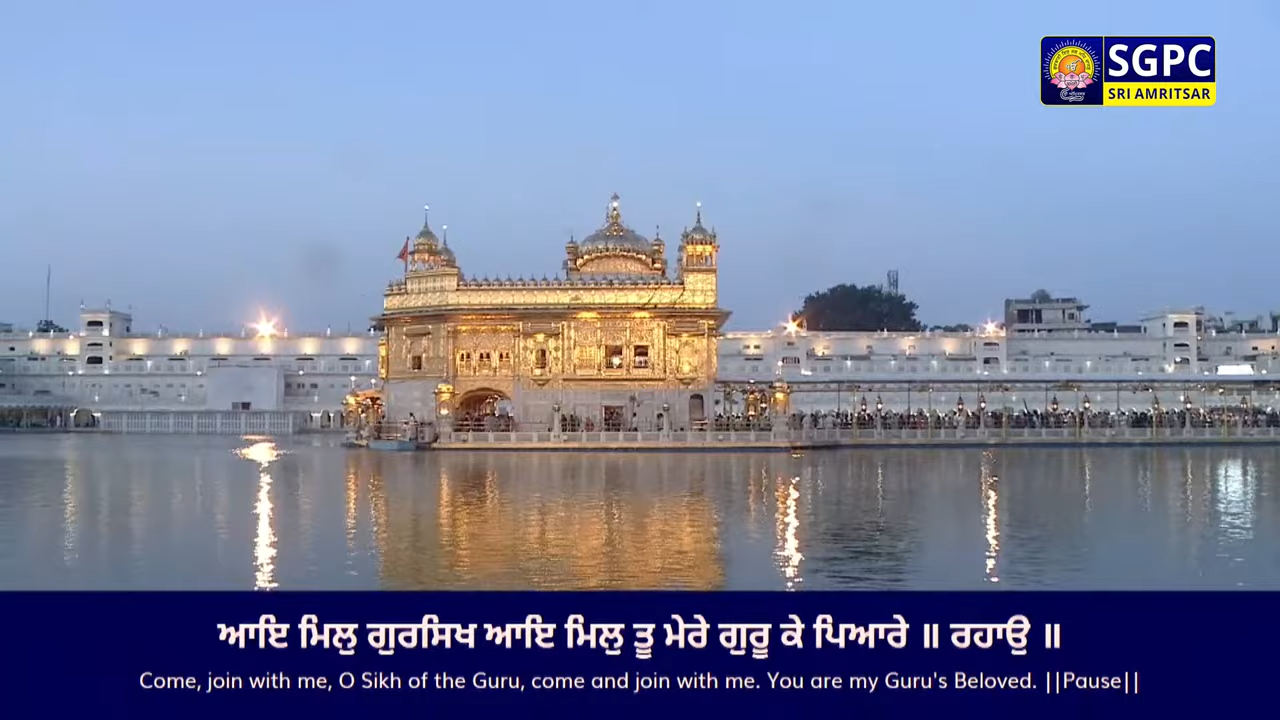 SGPC
SRI AMRITSAR
ਆਇ ਮਿਲੁ ਗੁਰਸਿਖ ਆਇ ਮਿਲੁ ਤੂ ਮੇਰੇ ਗੁਰੂ ਕੇ ਪਿਆਰੇ ॥ ਰਹਾਉ ॥
Come, join with me, O Sikh of the Guru, come and join with me. You are my Guru's Beloved. ||Pause||